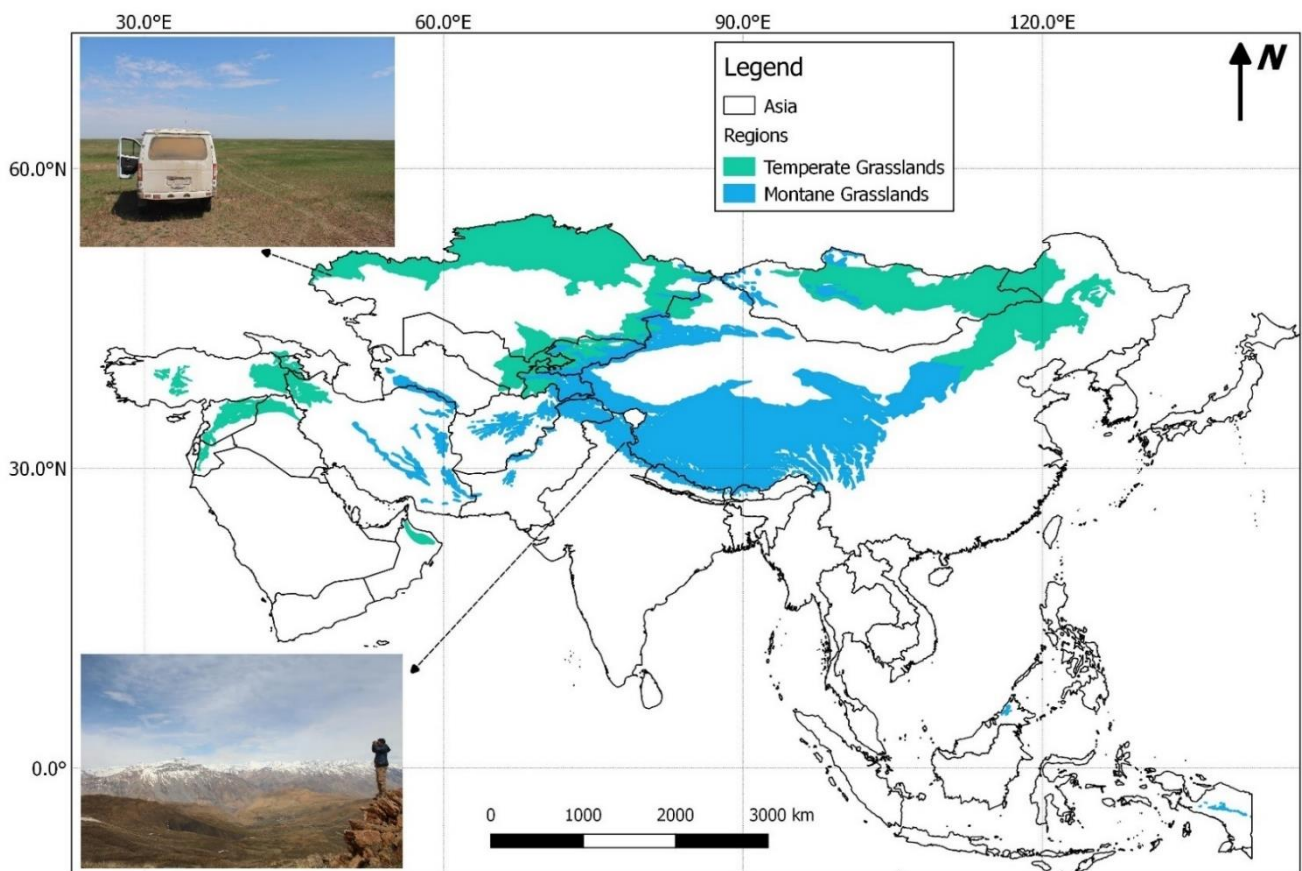 30.0°E 60.0°E 90.0°E 120.0°E
Legend
Asia
Regions
Temperate Grasslands
Montane Grasslands
N
60.0°N
30.0°N
0.0°
0 1000 2000 3000 km